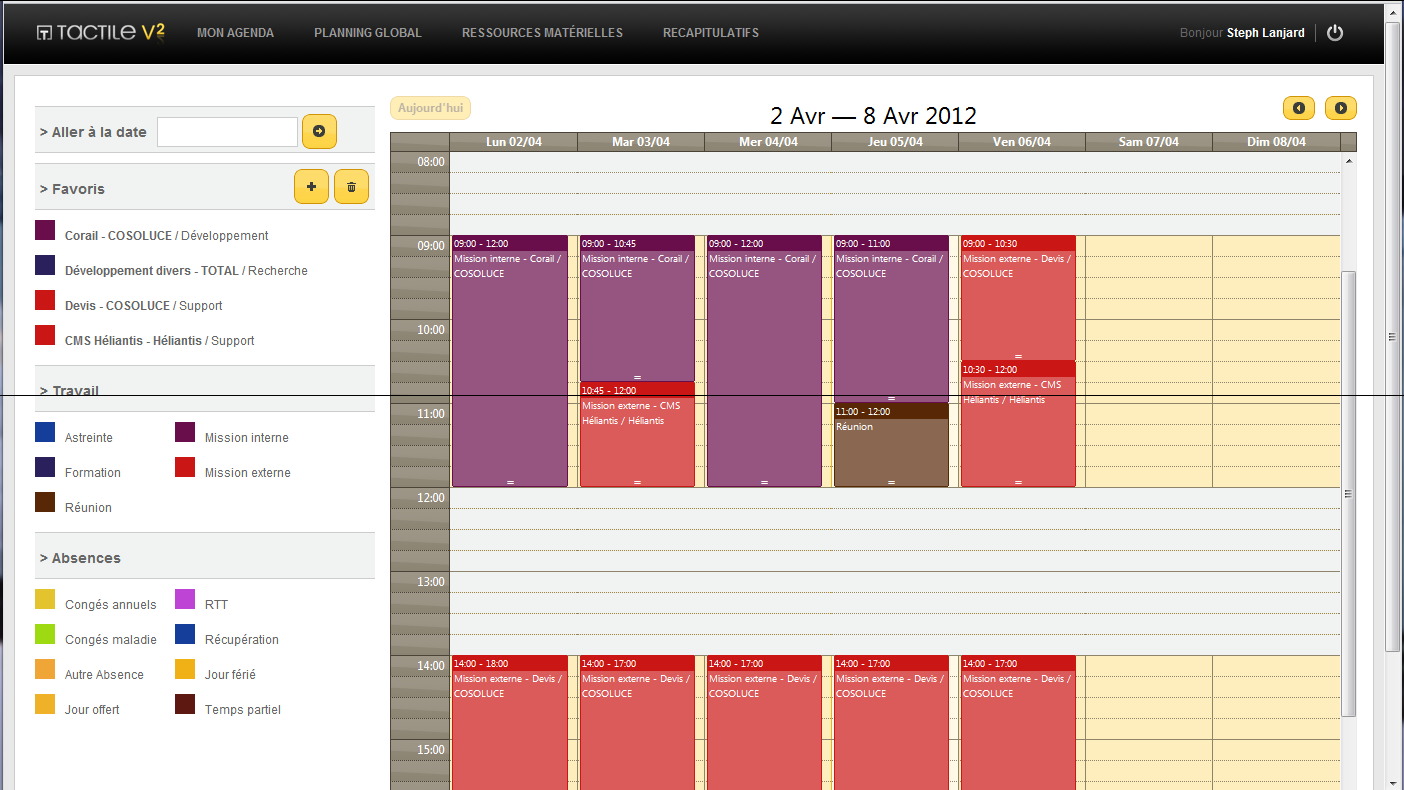 TACTILE V2
MON AGENDA
PLANNING GLOBAL
RESSOURCES MATÉRIELLES
RECAPITULATIFS
Bonjour Steph Lanjard
> Aller à la date
> Favoris
Corail - COSOLUCE / Développement
Développement divers - TOTAL / Recherche
Devis - COSOLUCE / Support
CMS Héliantis - Héliantis / Support
> Travail
Astreinte
Mission interne
Formation
Mission externe
Réunion
> Absences
Congés annuels
RTT
Congés maladie
Récupération
Autre Absence
Jour férié
Jour offert
Temps partiel
Aujourd'hui
2 Avr — 8 Avr 2012
Lun 02/04
Mar 03/04
Mer 04/04
Jeu 05/04
Ven 06/04
Sam 07/04
Dim 08/04
08:00
09:00
10:00
11:00
12:00
13:00
14:00
15:00
09:00 - 12:00
Mission interne - Corail /
COSOLUCE
14:00 - 18:00
Mission externe - Devis /
COSOLUCE
09:00 - 10:45
Mission interne - Corail /
COSOLUCE
10:45 - 12:00
Mission externe - CMS
Héliantis / Héliantis
14:00 - 17:00
Mission externe - Devis /
COSOLUCE
09:00 - 12:00
Mission interne - Corail /
COSOLUCE
14:00 - 17:00
Mission externe - Devis /
COSOLUCE
09:00 - 11:00
Mission interne - Corail /
COSOLUCE
11:00 - 12:00
Réunion
14:00 - 17:00
Mission externe - Devis /
COSOLUCE
09:00 - 10:30
Mission externe - Devis /
COSOLUCE
10:30 - 12:00
Mission externe - CMS
Héliantis / Héliantis
14:00 - 17:00
Mission externe - Devis /
COSOLUCE